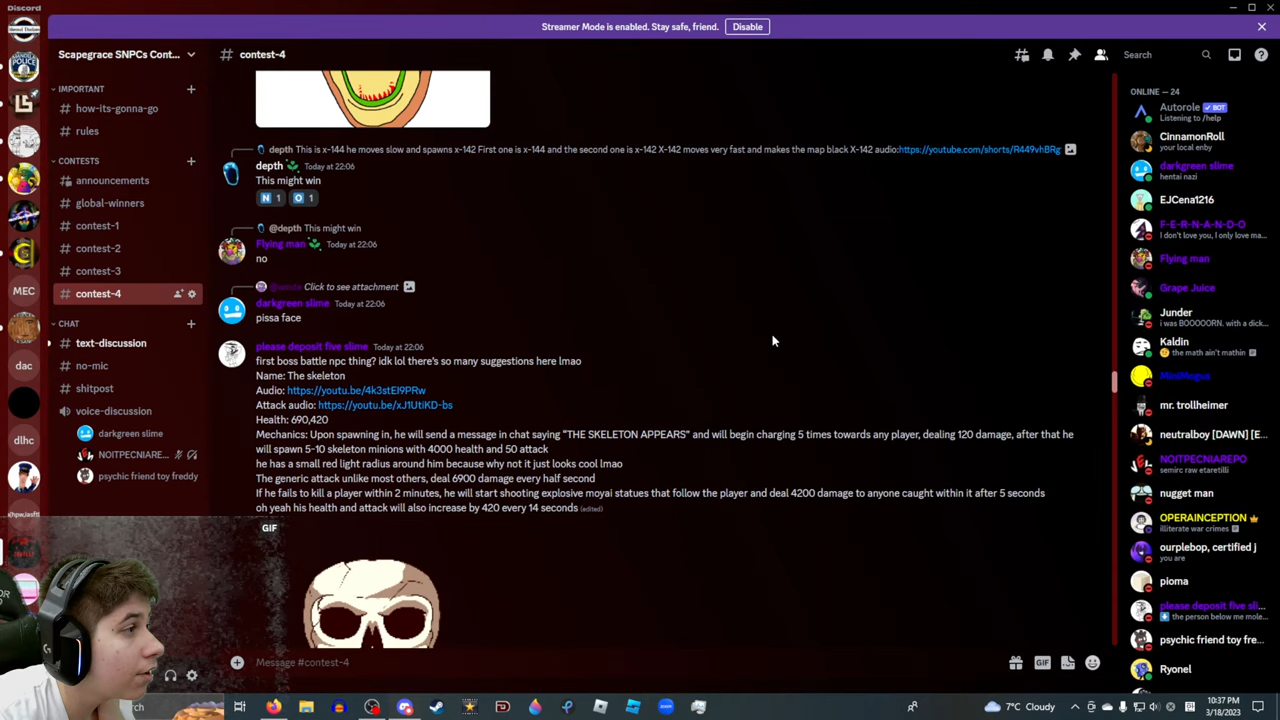 Discord
Streamer Mode is enabled. Stay safe, friend.
Disable
Scapegrace SNPCs Cont...
contest-4
Search
IMPORTANT
how-its-gonna-go
rules
CONTESTS
announcements
global-winners
contest-1
contest-2
contest-3
contest-4
CHAT
text-discussion
no-mic
shitpost
voice-discussion
darkgreen slime
NOITPECNIARE...
psychic friend toy freddy
MEC
dac
dlhc
depth This is x-144 he moves slow and spawns x-142 First one is x-144 and the second one is x-142 X-142 moves very fast and makes the map black X-142 audio:https://youtube.com/shorts/R449vhBRg
depth Today at 22:06
This might win
N 1 O 1
@depth This might win
Flying man Today at 22:06
no
Click to see attachment
darkgreen slime Today at 22:06
pissa face
please deposit five slime Today at 22:06
first boss battle npc thing? idk lol there's so many suggestions here lmao
Name: The skeleton
Audio: https://youtu.be/4k3stEI9PRw
Attack audio: https://youtu.be/xJ1UtiKD-bs
Health: 690,420
Mechanics: Upon spawning in, he will send a message in chat saying "THE SKELETON APPEARS" and will begin charging 5 times towards any player, dealing 120 damage, after that he
will spawn 5-10 skeleton minions with 4000 health and 50 attack
he has a small red light radius around him because why not it just looks cool lmao
The generic attack unlike most others, deal 6900 damage every half second
If he fails to kill a player within 2 minutes, he will start shooting explosive moyai statues that follow the player and deal 4200 damage to anyone caught within it after 5 seconds
oh yeah his health and attack will also increase by 420 every 14 seconds (edited)
GIF
Message #contest-4
GIF
ONLINE — 24
Autorole BOT
Listening to /help
CinnamonRoll
your local enby
darkgreen slime
hentai nazi
EJCena1216
F-E-R-N-A-N-D-O
I don't love you, I only love ma...
Flying man
Grape Juice
Junder
i was BOOOOORN. with a dick...
Kaldin
the math ain't mathin
MiniMogus
mr. trollheimer
neutralboy [DAWN] [E...
NOITPECNIAREPO
semirc raw etaretilli
nugget man
OPERAINCEPTION
illiterate war crimes
ourplebop, certified j
you are
pioma
please deposit five sli...
the person below me mole...
psychic friend toy fre...
Ryonel
rch
7°C Cloudy
10:37 PM
3/18/2023